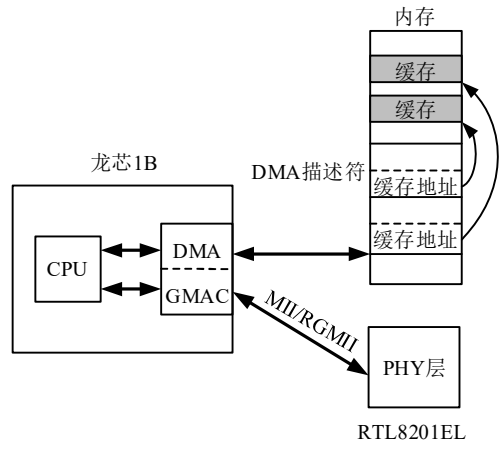 内存
缓存
缓存
龙芯1B
DMA描述符
缓存地址
缓存地址
CPU
DMA
GMAC
MII/RGMII
PHY层
RTL8201EL